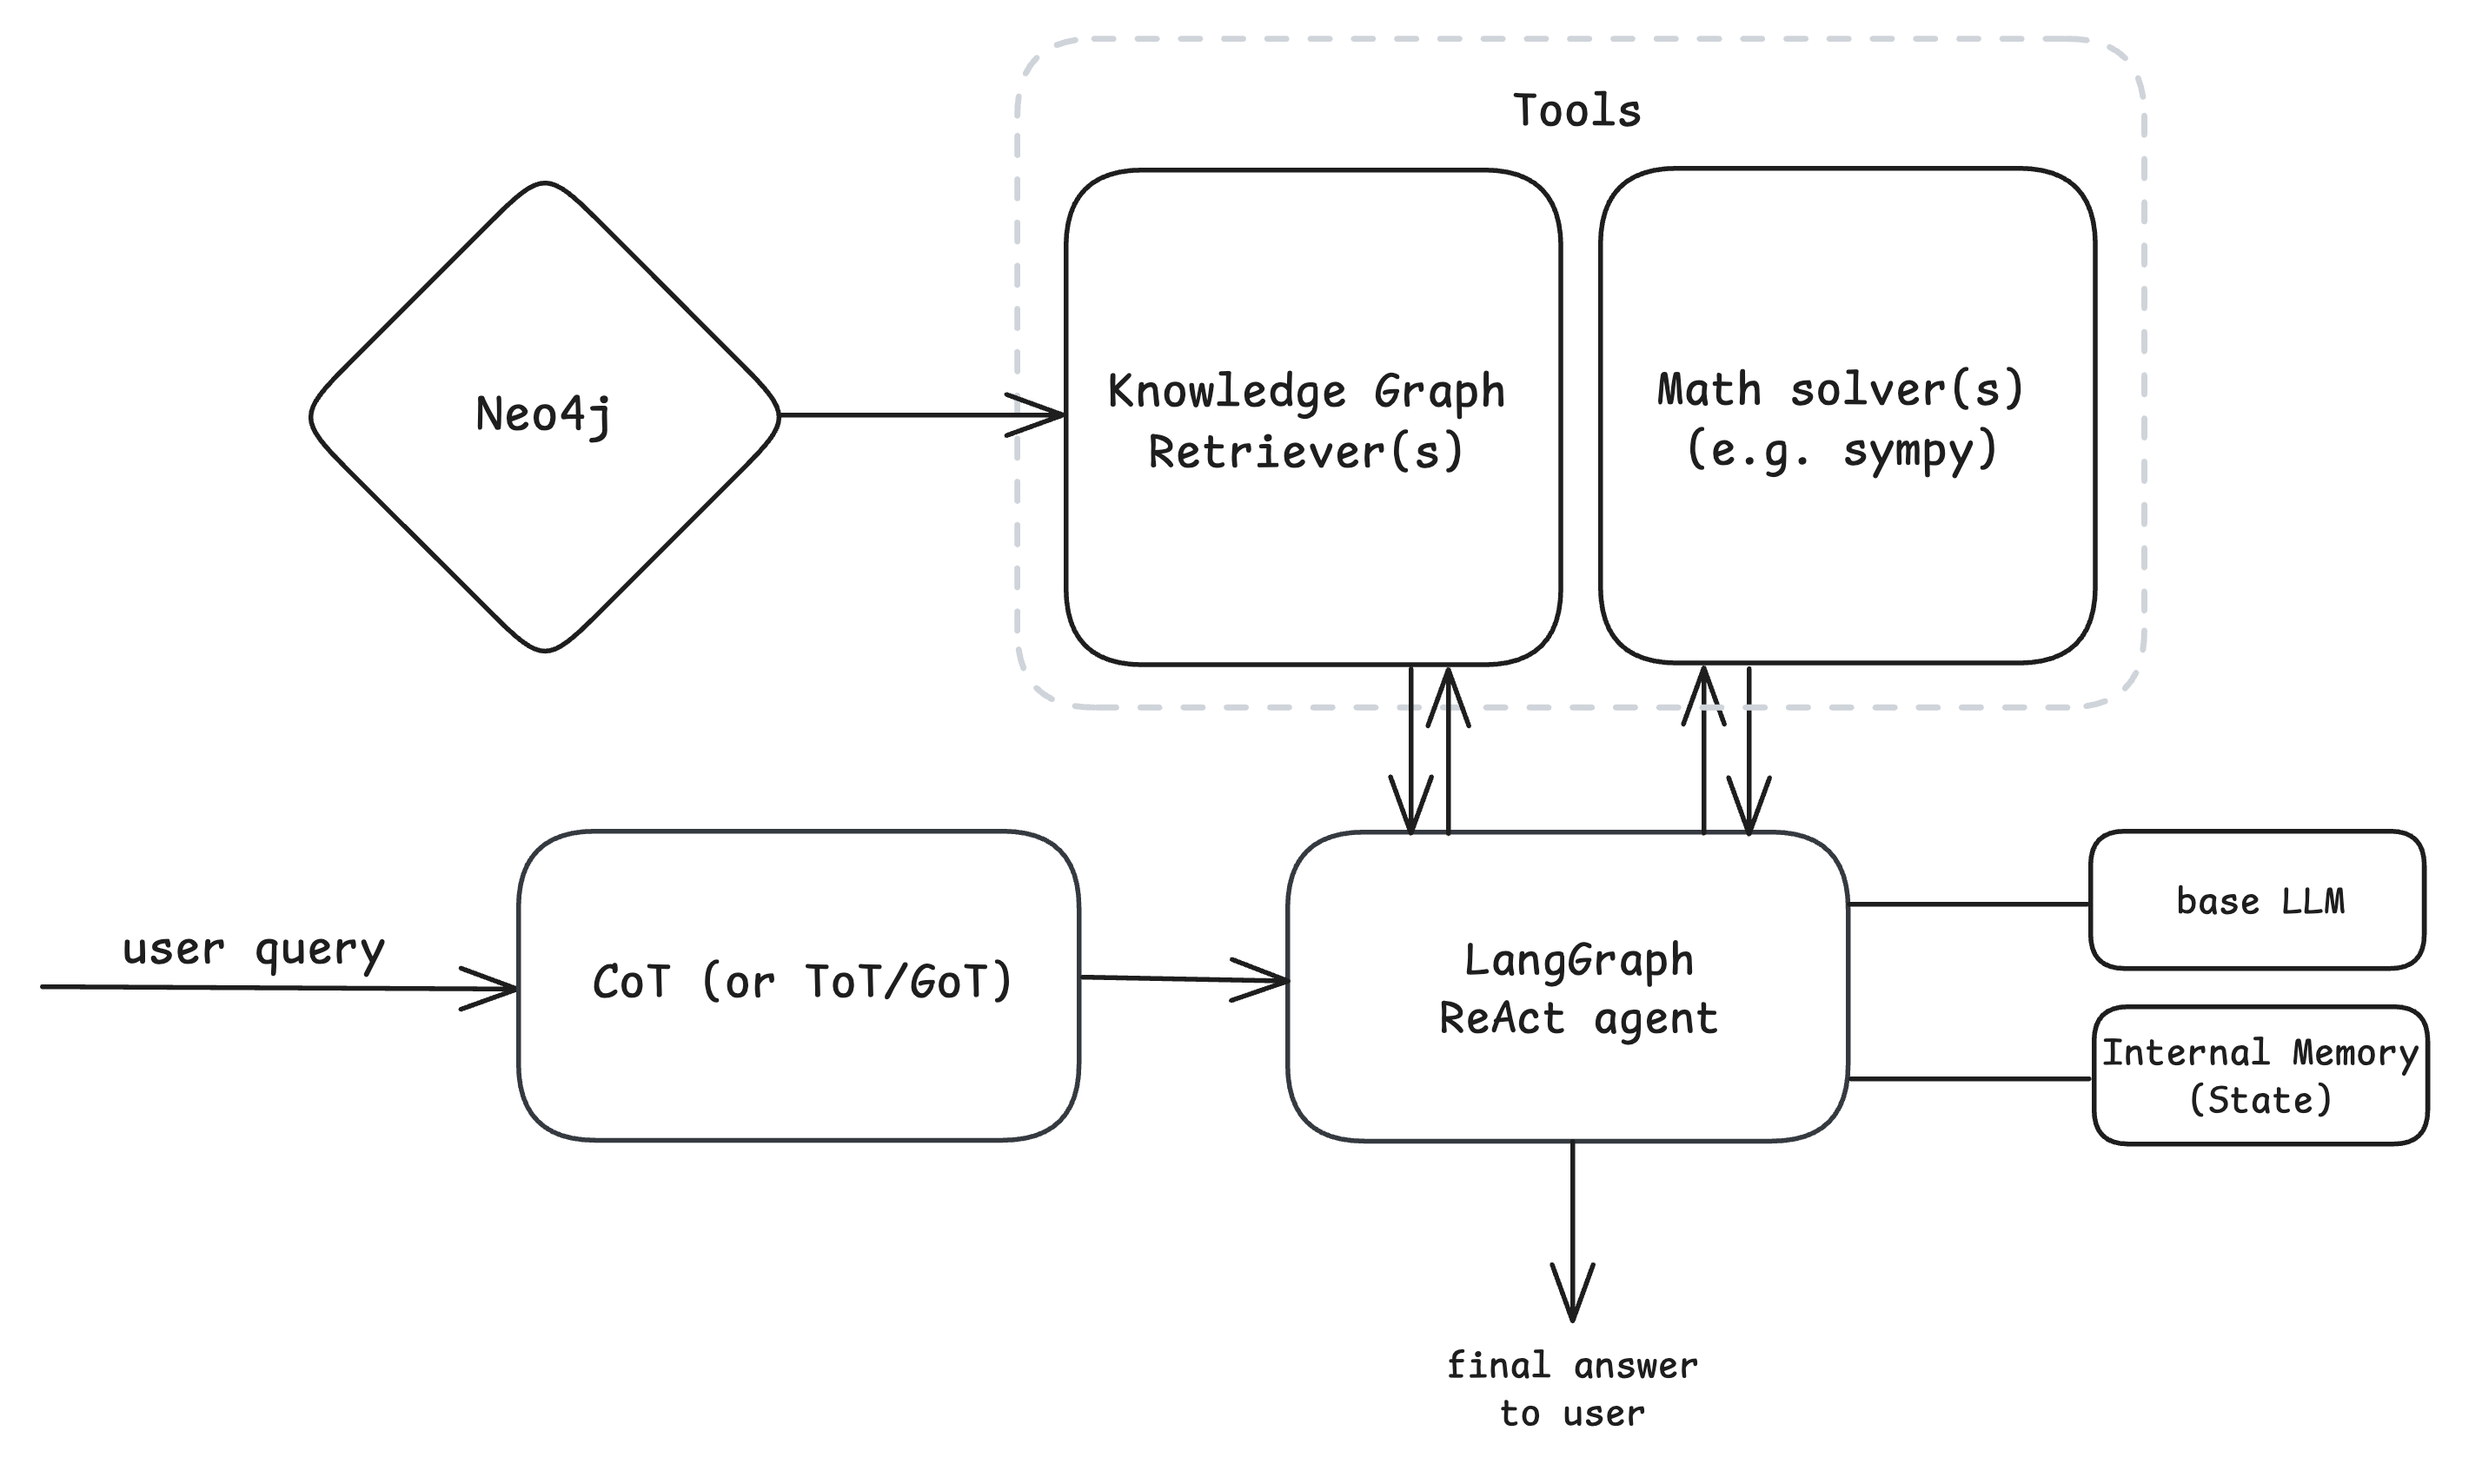 Tools
Neo4j
Knowledge Graph
Retriever(s)
Math solver(s)
(e.g. sympy)
user query
CoT (or ToT/GoT)
LangGraph
ReAct agent
base LLM
Internal Memory
(State)
final answer
to user